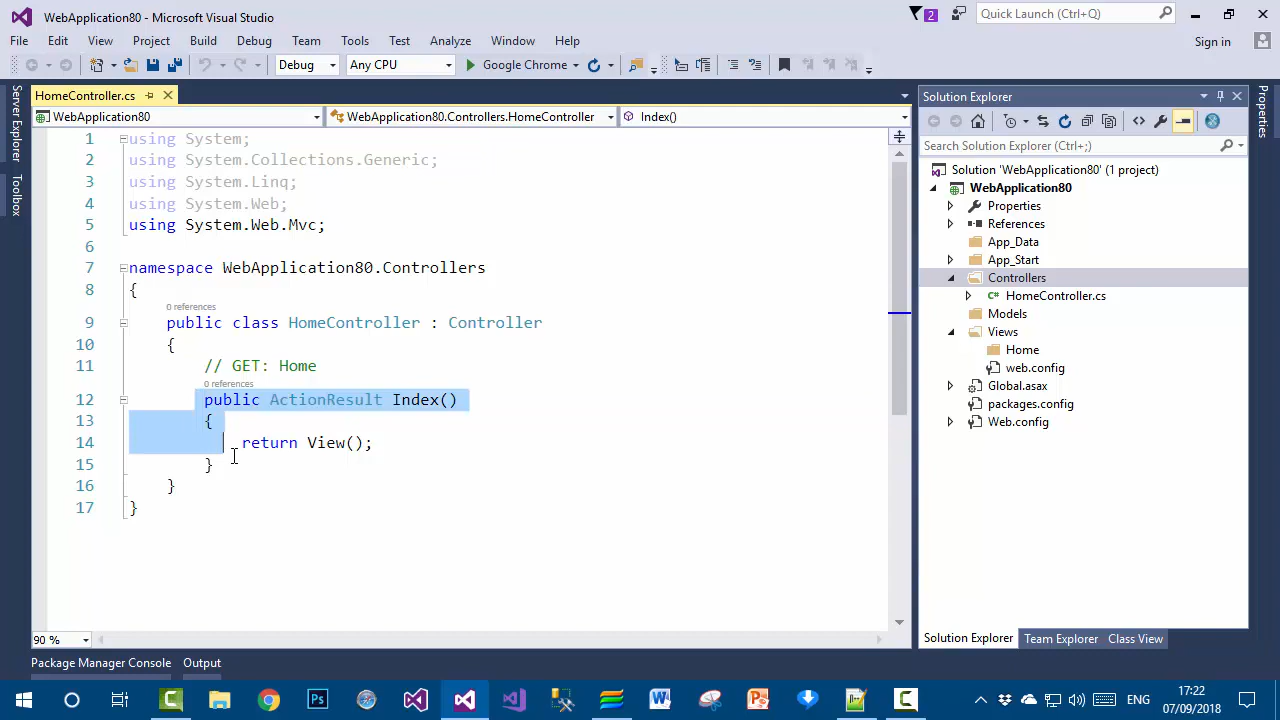 WebApplication80 - Microsoft Visual Studio
2
Quick Launch (Ctrl+Q)
File Edit View Project Build Debug Team Tools Test Analyze Window Help
Sign in
Debug Any CPU Google Chrome
Server Explorer
Toolbox
HomeController.cs
WebApplication80 WebApplication80.Controllers.HomeController Index()
1 using System;
2 using System.Collections.Generic;
3 using System.Linq;
4 using System.Web;
5 using System.Web.Mvc;
6
7 namespace WebApplication80.Controllers
8 {
0 references
9 public class HomeController : Controller
10 {
11 // GET: Home
0 references
12 public ActionResult Index()
13 {
14 return View();
15 }
16 }
17 }
90 %
Solution Explorer
Search Solution Explorer (Ctrl+;)
Solution 'WebApplication80' (1 project)
WebApplication80
Properties
References
App_Data
App_Start
Controllers
C# HomeController.cs
Models
Views
Home
web.config
Global.asax
packages.config
Web.config
Solution Explorer Team Explorer Class View
Properties
Package Manager Console Output
ENG
17:22
07/09/2018